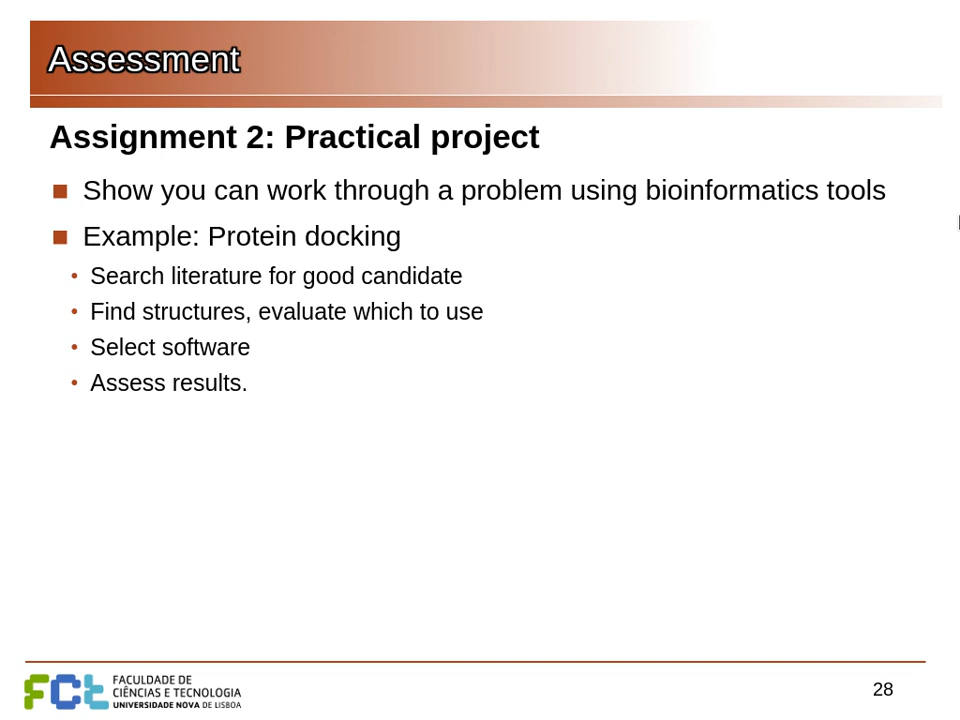 Assessment
Assignment 2: Practical project
Show you can work through a problem using bioinformatics tools
Example: Protein docking
Search literature for good candidate
Find structures, evaluate which to use
Select software
Assess results.
FCt
FACULDADE DE
CIÊNCIAS E TECNOLOGIA
UNIVERSIDADE NOVA DE LISBOA
28